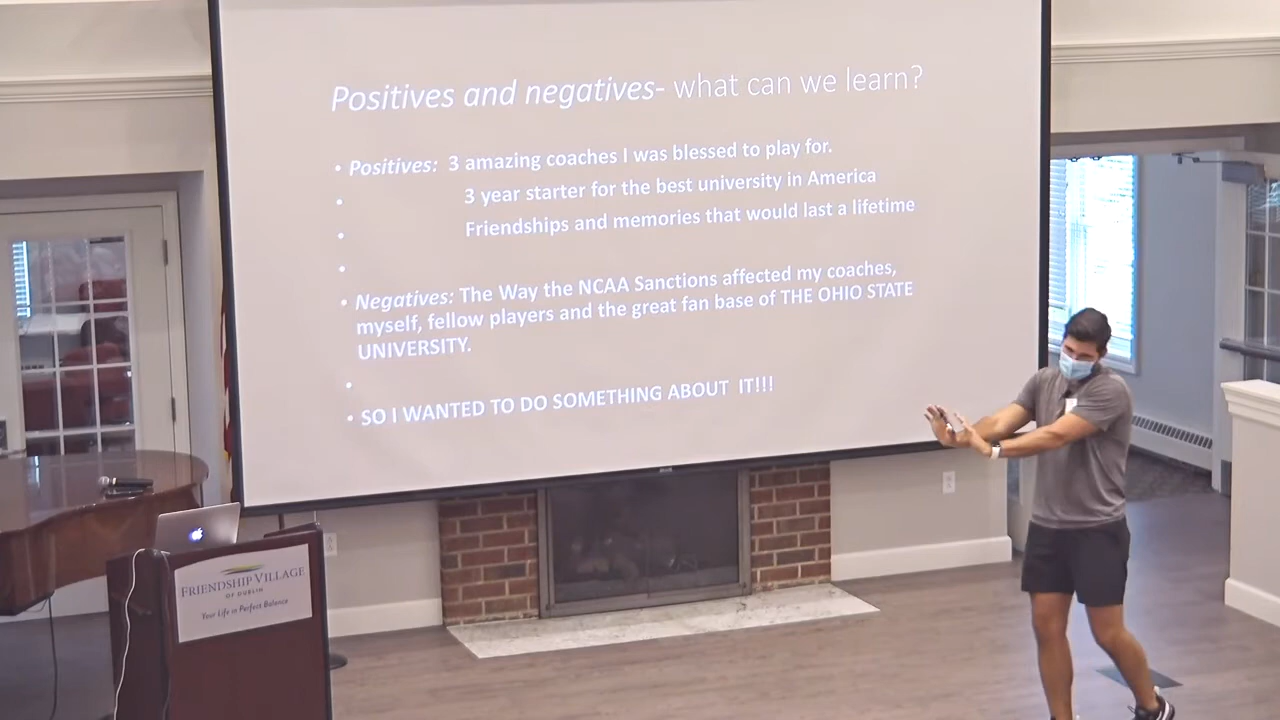 Positives and negatives- what can we learn?
• Positives: 3 amazing coaches I was blessed to play for.
• 3 year starter for the best university in America
• Friendships and memories that would last a lifetime
•
• Negatives: The Way the NCAA Sanctions affected my coaches,
myself, fellow players and the great fan base of THE OHIO STATE
UNIVERSITY.
•
• SO I WANTED TO DO SOMETHING ABOUT IT!!!
FRIENDSHIP VILLAGE
OF DUBLIN
Your Life in Perfect Balance